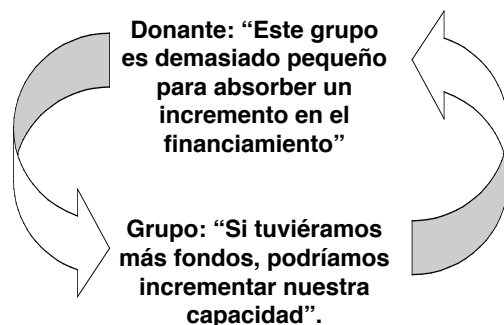 Donante: “Este grupo
es demasiado pequeño
para absorber un
incremento en el
financiamiento”
Grupo: “Si tuviéramos
más fondos, podríamos
incrementar nuestra
capacidad”.